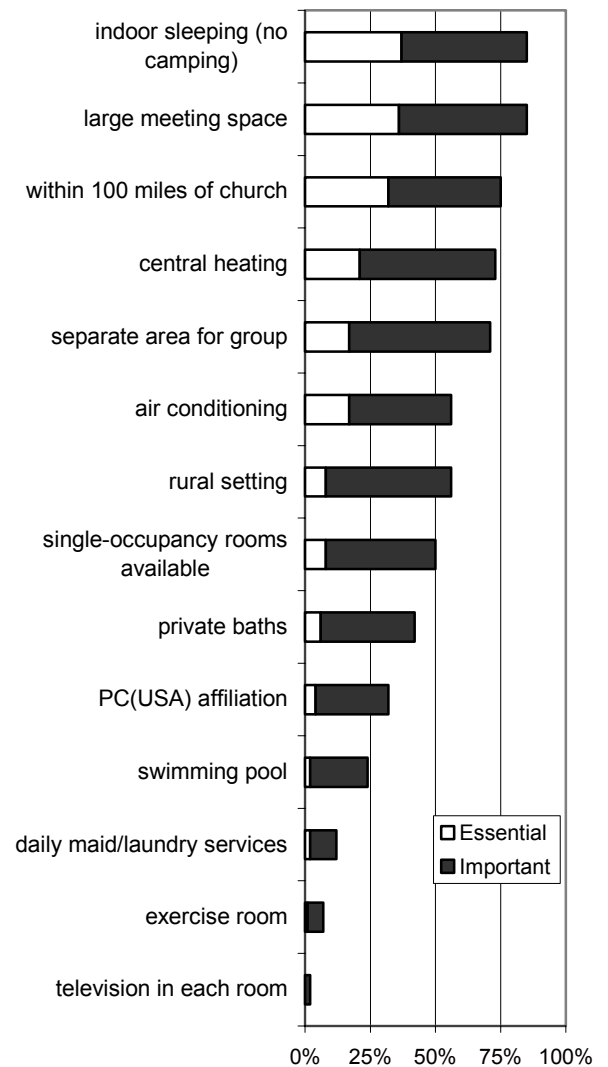 indoor sleeping (no
camping)
large meeting space
within 100 miles of church
central heating
separate area for group
air conditioning
rural setting
single-occupancy rooms
available
private baths
PC(USA) affiliation
swimming pool
daily maid/laundry services
exercise room
television in each room
Essential
Important
0% 25% 50% 75% 100%